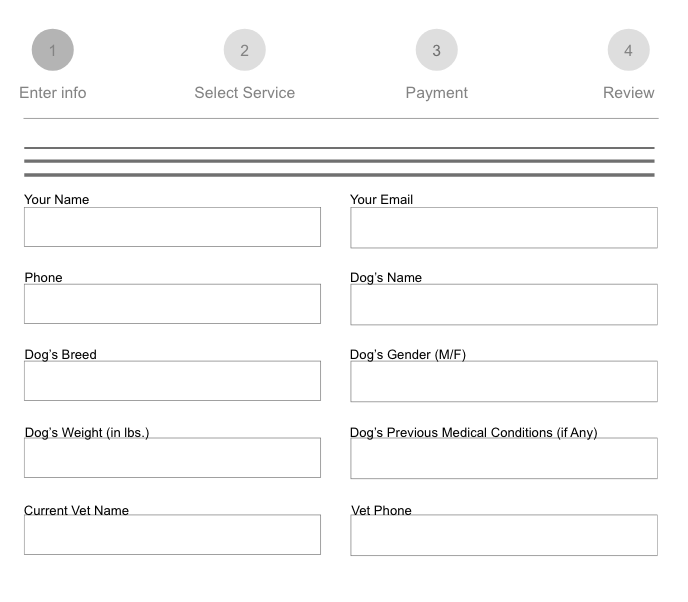 1 2 3 4
Enter info Select Service Payment Review
Your Name Your Email
Phone Dog’s Name
Dog’s Breed Dog’s Gender (M/F)
Dog’s Weight (in lbs.) Dog’s Previous Medical Conditions (if Any)
Current Vet Name Vet Phone